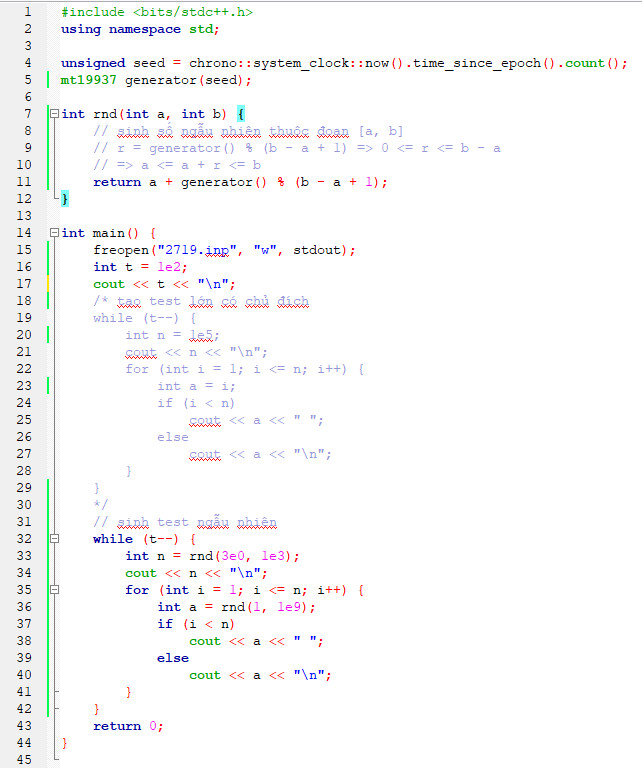 1 #include <bits/stdc++.h>
2 using namespace std;
3
4 unsigned seed = chrono::system_clock::now().time_since_epoch().count();
5 mt19937 generator(seed);
6
7 int rnd(int a, int b) {
8 // sinh số ngẫu nhiên thuộc đoạn [a, b]
9 // r = generator() % (b - a + 1) => 0 <= r <= b - a
10 // => a <= a + r <= b
11 return a + generator() % (b - a + 1);
12 }
13
14 int main() {
15 freopen("2719.inp", "w", stdout);
16 int t = 1e2;
17 cout << t << "\n";
18 /* tạo test lớn có chủ đích
19 while (t--) {
20 int n = 1e5;
21 cout << n << "\n";
22 for (int i = 1; i <= n; i++) {
23 int a = i;
24 if (i < n)
25 cout << a << " ";
26 else
27 cout << a << "\n";
28 }
29 }
30 */
31 // sinh test ngẫu nhiên
32 while (t--) {
33 int n = rnd(3e0, 1e3);
34 cout << n << "\n";
35 for (int i = 1; i <= n; i++) {
36 int a = rnd(1, 1e9);
37 if (i < n)
38 cout << a << " ";
39 else
40 cout << a << "\n";
41 }
42 }
43 return 0;
44 }
45